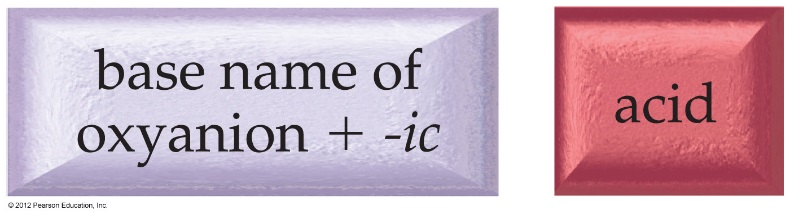 base name of
oxyanion + -ic
acid
© 2012 Pearson Education, Inc.